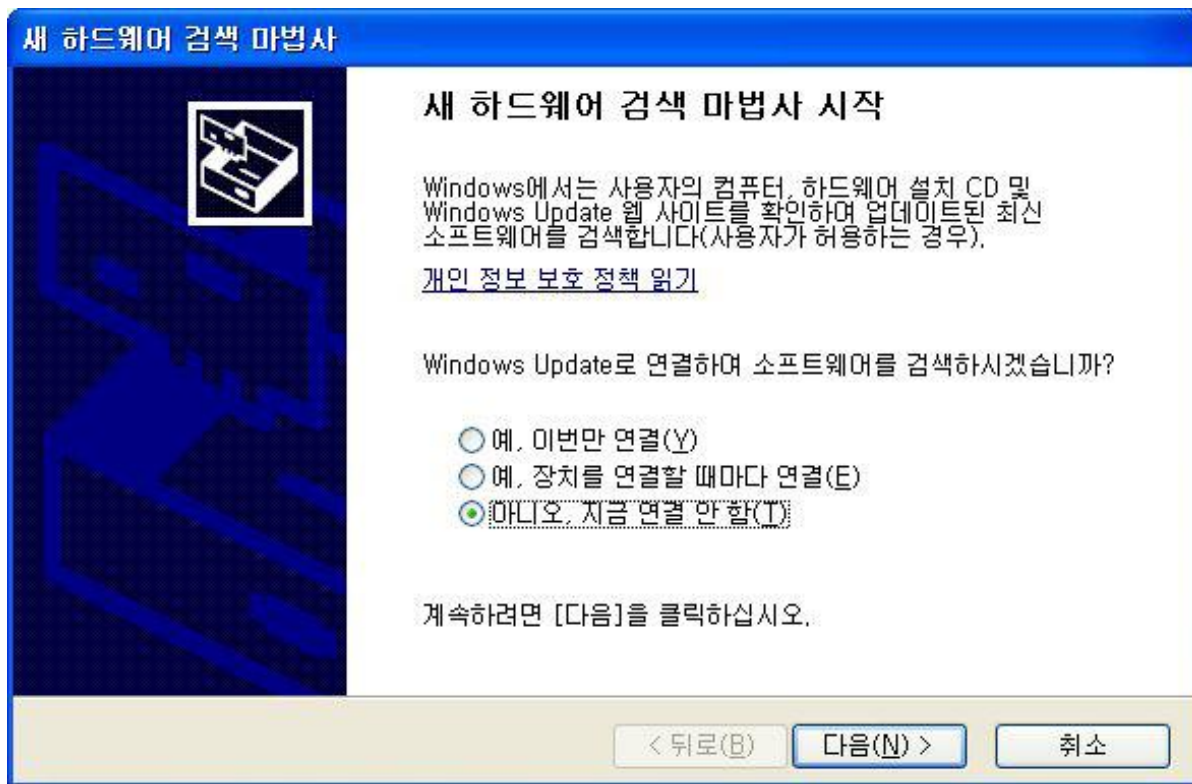 새 하드웨어 검색 마법사
새 하드웨어 검색 마법사 시작
Windows에서는 사용자의 컴퓨터, 하드웨어 설치 CD 및
Windows Update 웹 사이트를 확인하여 업데이트된 최신
소프트웨어를 검색합니다(사용자가 허용하는 경우).
개인 정보 보호 정책 읽기
Windows Update로 연결하여 소프트웨어를 검색하시겠습니까?
예, 이번만 연결(Y)
예, 장치를 연결할 때마다 연결(E)
아니오, 지금 연결 안 함(T)
계속하려면 [다음]을 클릭하십시오.
< 뒤로(B) 다음(N) > 취소